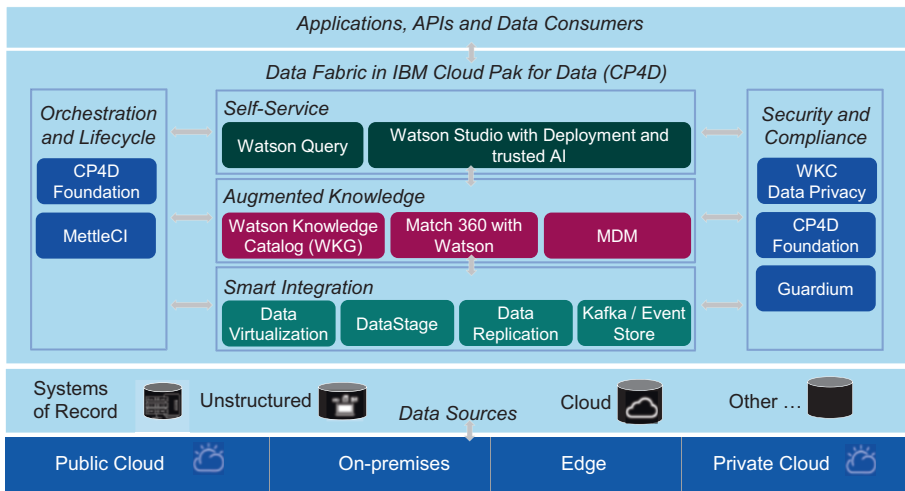 Applications, APIs and Data Consumers
Data Fabric in IBM Cloud Pak for Data (CP4D)
Orchestration
and Lifecycle
CP4D
Foundation
MettleCI
Self-Service
Watson Query
Watson Studio with Deployment and
trusted AI
Augmented Knowledge
Watson Knowledge
Catalog (WKG)
Match 360 with
Watson
MDM
Smart Integration
Data
Virtualization
DataStage
Data
Replication
Kafka / Event
Store
Security and
Compliance
WKC
Data Privacy
CP4D
Foundation
Guardium
Systems
of Record
Unstructured
Data Sources
Cloud
Other ...
Public Cloud
On-premises
Edge
Private Cloud